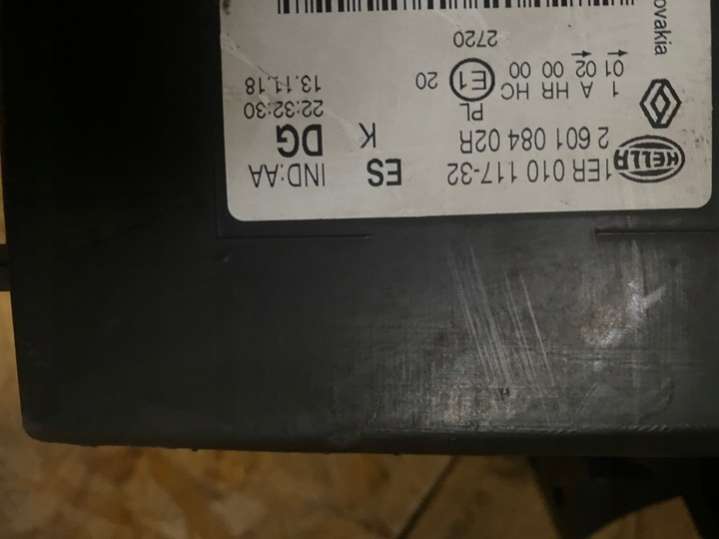 HELLA 1ER 010 117-32 ES IND:AA
2 601 084 02R K DG
PL 22:32:30
1 A HR HC E1 20 13.11.18
01 02 00 00
2720
ovakia